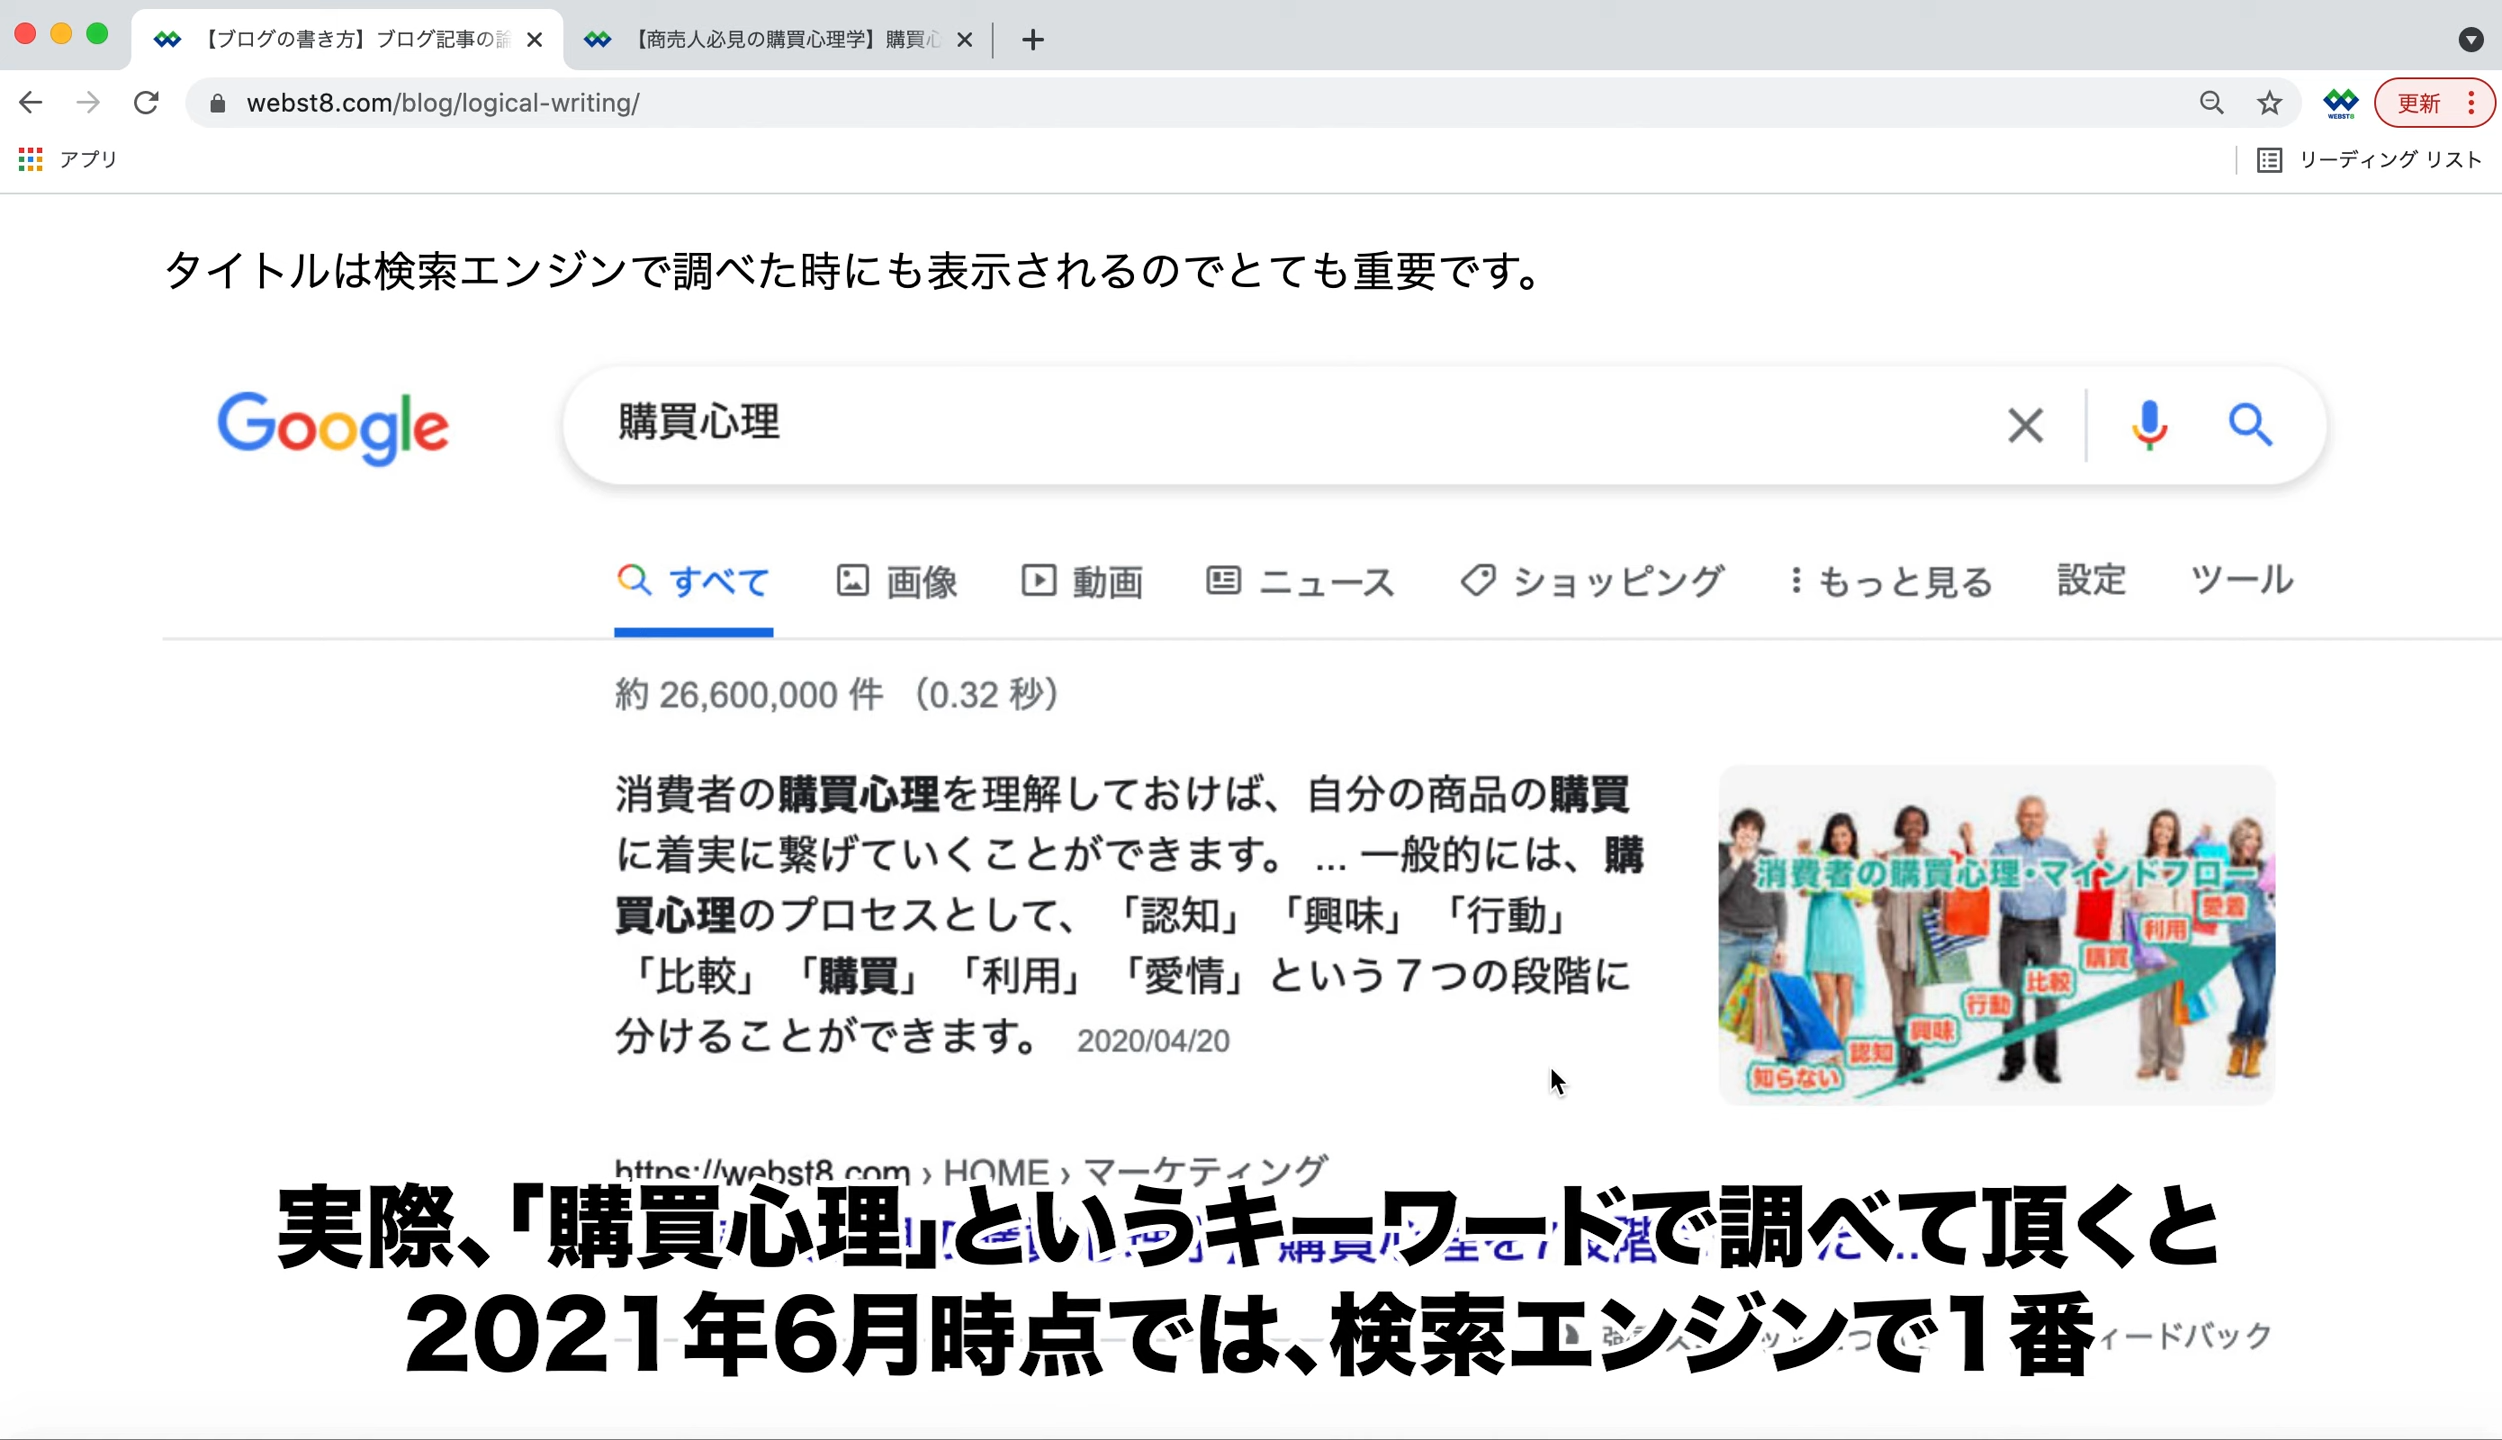 【ブログの書き方】ブログ記事の論
【商売人必見の購買心理学】購買心
webst8.com/blog/logical-writing/
WEBST8
更新
アプリ
リーディング リスト
タイトルは検索エンジンで調べた時にも表示されるのでとても重要です。
Google
購買心理
すべて 画像 動画 ニュース ショッピング もっと見る 設定 ツール
約 26,600,000 件 （0.32 秒）
消費者の購買心理を理解しておけば、自分の商品の購買
に着実に繋げていくことができます。 ... 一般的には、購
買心理のプロセスとして、「認知」「興味」「行動」
「比較」「購買」「利用」「愛情」という７つの段階に
分けることができます。 2020/04/20
消費者の購買心理・マインドフロー
愛着
利用
購買
比較
行動
興味
認知
知らない
https://webst8.com › HOME › マーケティング
実際、「購買心理」というキーワードで調べて頂くと
2021年6月時点では、検索エンジンで1番
ィードバック